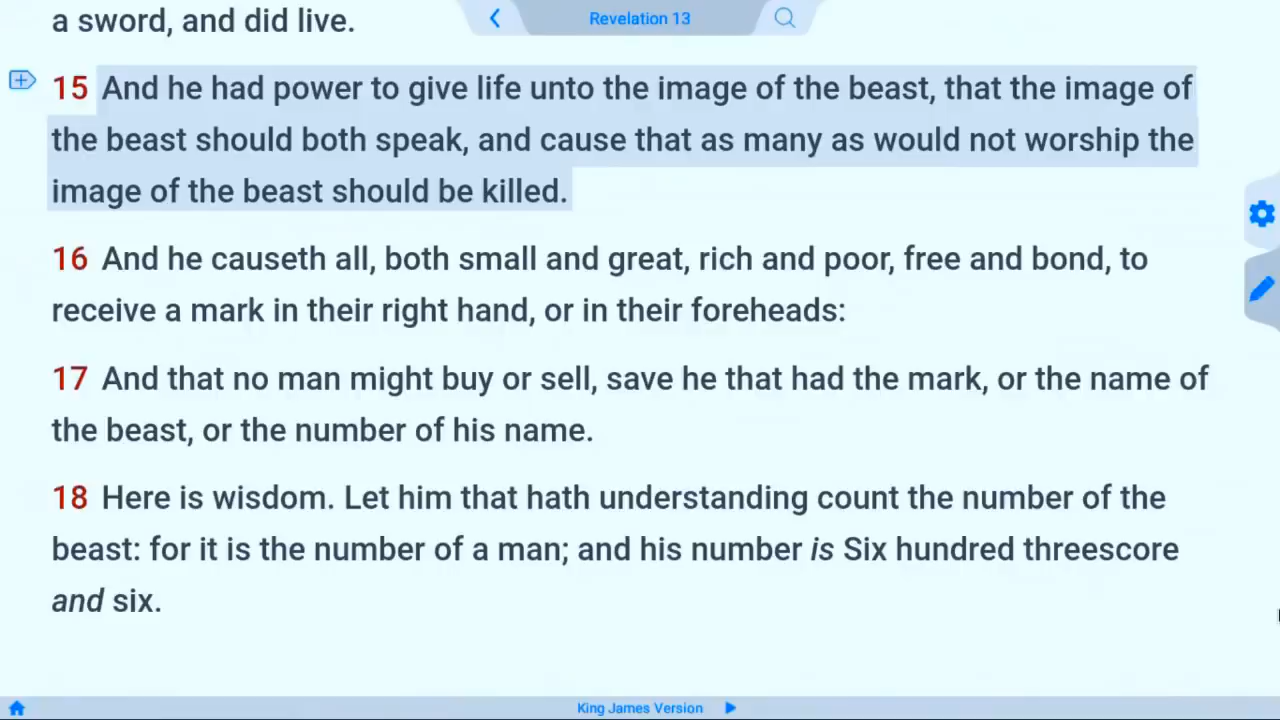 a sword, and did live.
Revelation 13
15 And he had power to give life unto the image of the beast, that the image of
the beast should both speak, and cause that as many as would not worship the
image of the beast should be killed.
16 And he causeth all, both small and great, rich and poor, free and bond, to
receive a mark in their right hand, or in their foreheads:
17 And that no man might buy or sell, save he that had the mark, or the name of
the beast, or the number of his name.
18 Here is wisdom. Let him that hath understanding count the number of the
beast: for it is the number of a man; and his number is Six hundred threescore
and six.
King James Version